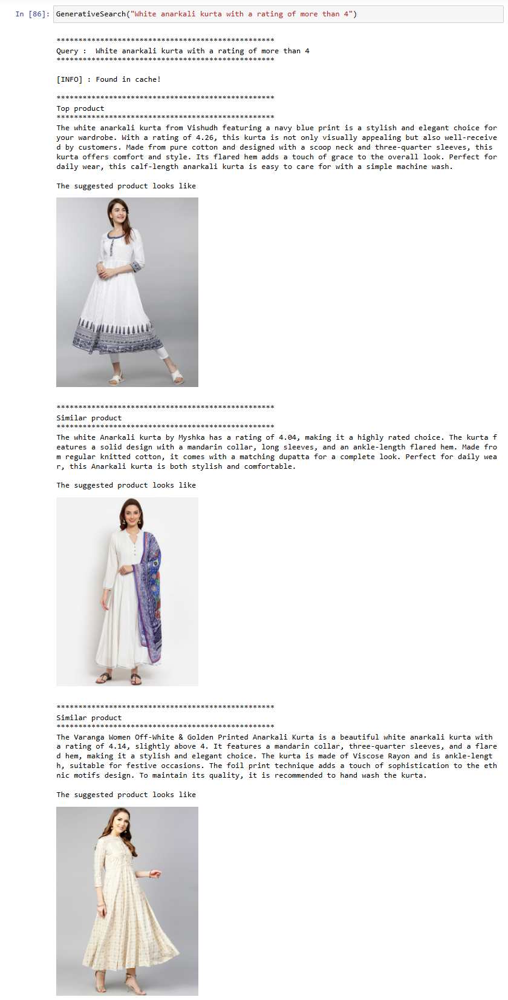 In [86]: GenerativeSearch("White anarkali kurta with a rating of more than 4")
**************************************************
Query :  White anarkali kurta with a rating of more than 4
**************************************************
[INFO] : Found in cache!
**************************************************
Top product
**************************************************
The white anarkali kurta from Vishudh featuring a navy blue print is a stylish and elegant choice for
your wardrobe. With a rating of 4.26, this kurta is not only visually appealing but also well-receive
d by customers. Made from pure cotton and designed with a scoop neck and three-quarter sleeves, this
kurta offers comfort and style. Its flared hem adds a touch of grace to the overall look. Perfect for
daily wear, this calf-length anarkali kurta is easy to care for with a simple machine wash.
The suggested product looks like
**************************************************
Similar product
**************************************************
The white Anarkali kurta by Myshka has a rating of 4.04, making it a highly rated choice. The kurta f
eatures a solid design with a mandarin collar, long sleeves, and an ankle-length flared hem. Made fro
m regular knitted cotton, it comes with a matching dupatta for a complete look. Perfect for daily wea
r, this Anarkali kurta is both stylish and comfortable.
The suggested product looks like
**************************************************
Similar product
**************************************************
The Varanga Women Off-White & Golden Printed Anarkali Kurta is a beautiful white anarkali kurta with
a rating of 4.14, slightly above 4. It features a mandarin collar, three-quarter sleeves, and a flare
d hem, making it a stylish and elegant choice. The kurta is made of Viscose Rayon and is ankle-lengt
h, suitable for festive occasions. The foil print technique adds a touch of sophistication to the eth
nic motifs design. To maintain its quality, it is recommended to hand wash the kurta.
The suggested product looks like